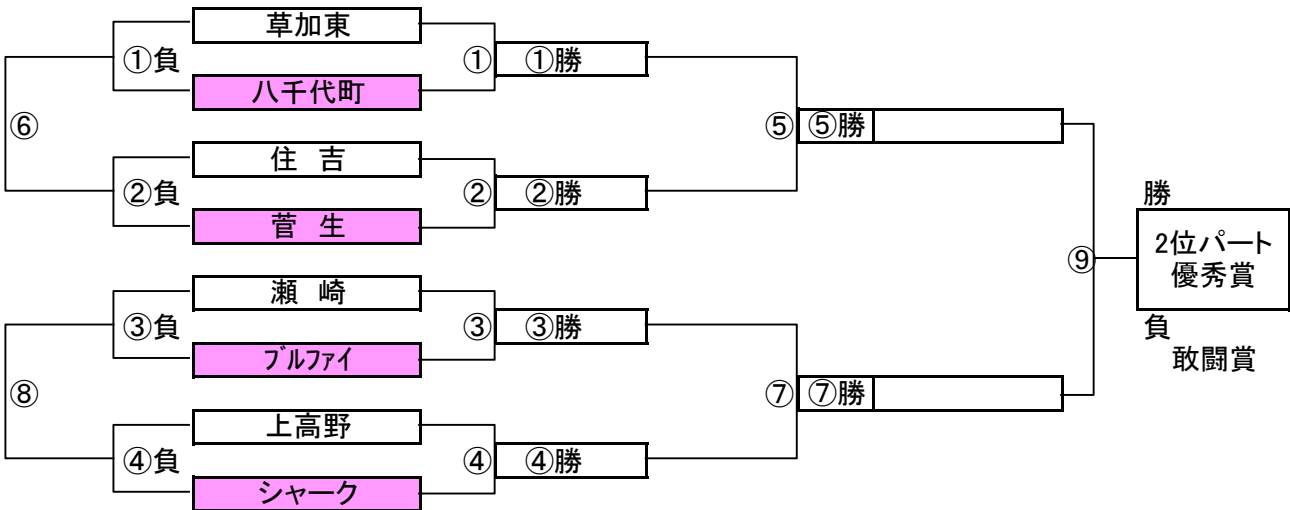 草加東
①負
①
①勝
八千代町
⑥
⑤
⑤勝
住 吉
②負
②
②勝
菅 生
勝
2位パート
優秀賞
⑨
瀬 崎
③負
③
③勝
負
ブルファイ
敢闘賞
⑧
⑦
⑦勝
上高野
④負
④
④勝
シャーク